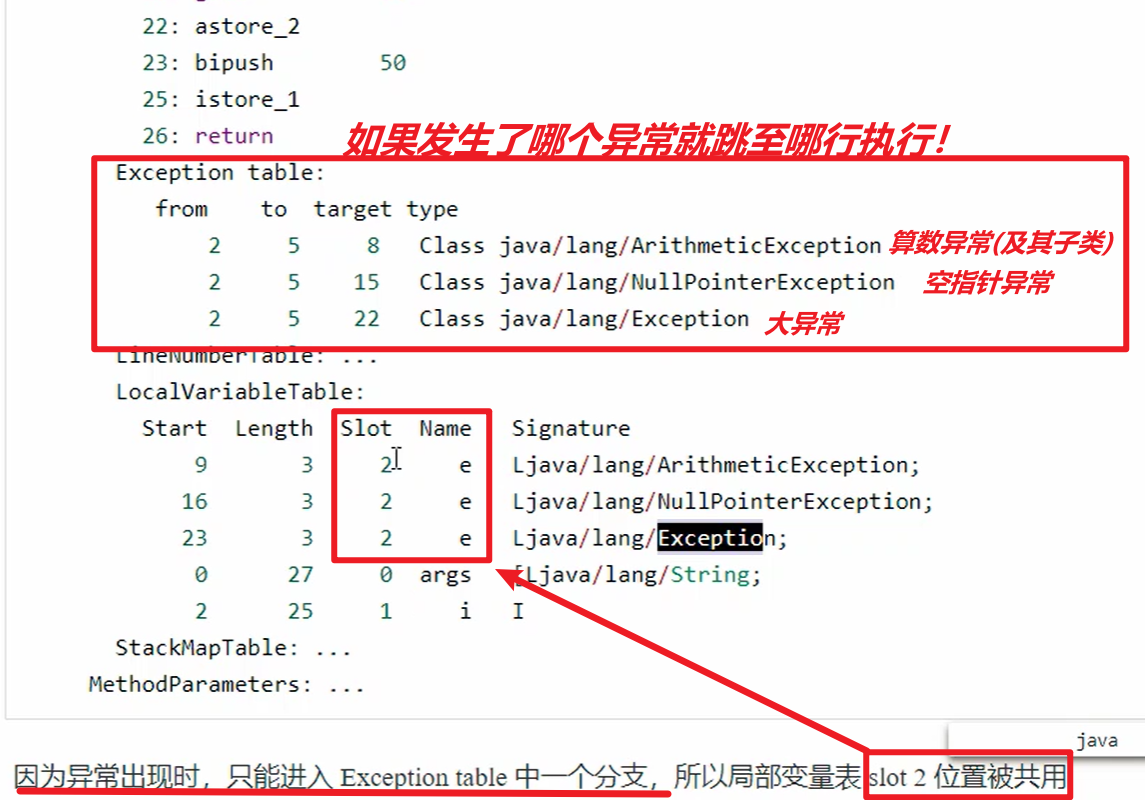 22: astore_2
23: bipush 50
25: istore_1
26: return
如果发生了哪个异常就跳至哪行执行！
Exception table:
from to target type
2 5 8 Class java/lang/ArithmeticException 算数异常(及其子类)
2 5 15 Class java/lang/NullPointerException 空指针异常
2 5 22 Class java/lang/Exception 大异常
LineNumberTable: ...
LocalVariableTable:
Start Length Slot Name Signature
9 3 2 e Ljava/lang/ArithmeticException;
16 3 2 e Ljava/lang/NullPointerException;
23 3 2 e Ljava/lang/Exception;
0 27 0 args [Ljava/lang/String;
2 25 1 i I
StackMapTable: ...
MethodParameters: ...
java
因为异常出现时，只能进入 Exception table 中一个分支，所以局部变量表 slot 2 位置被共用